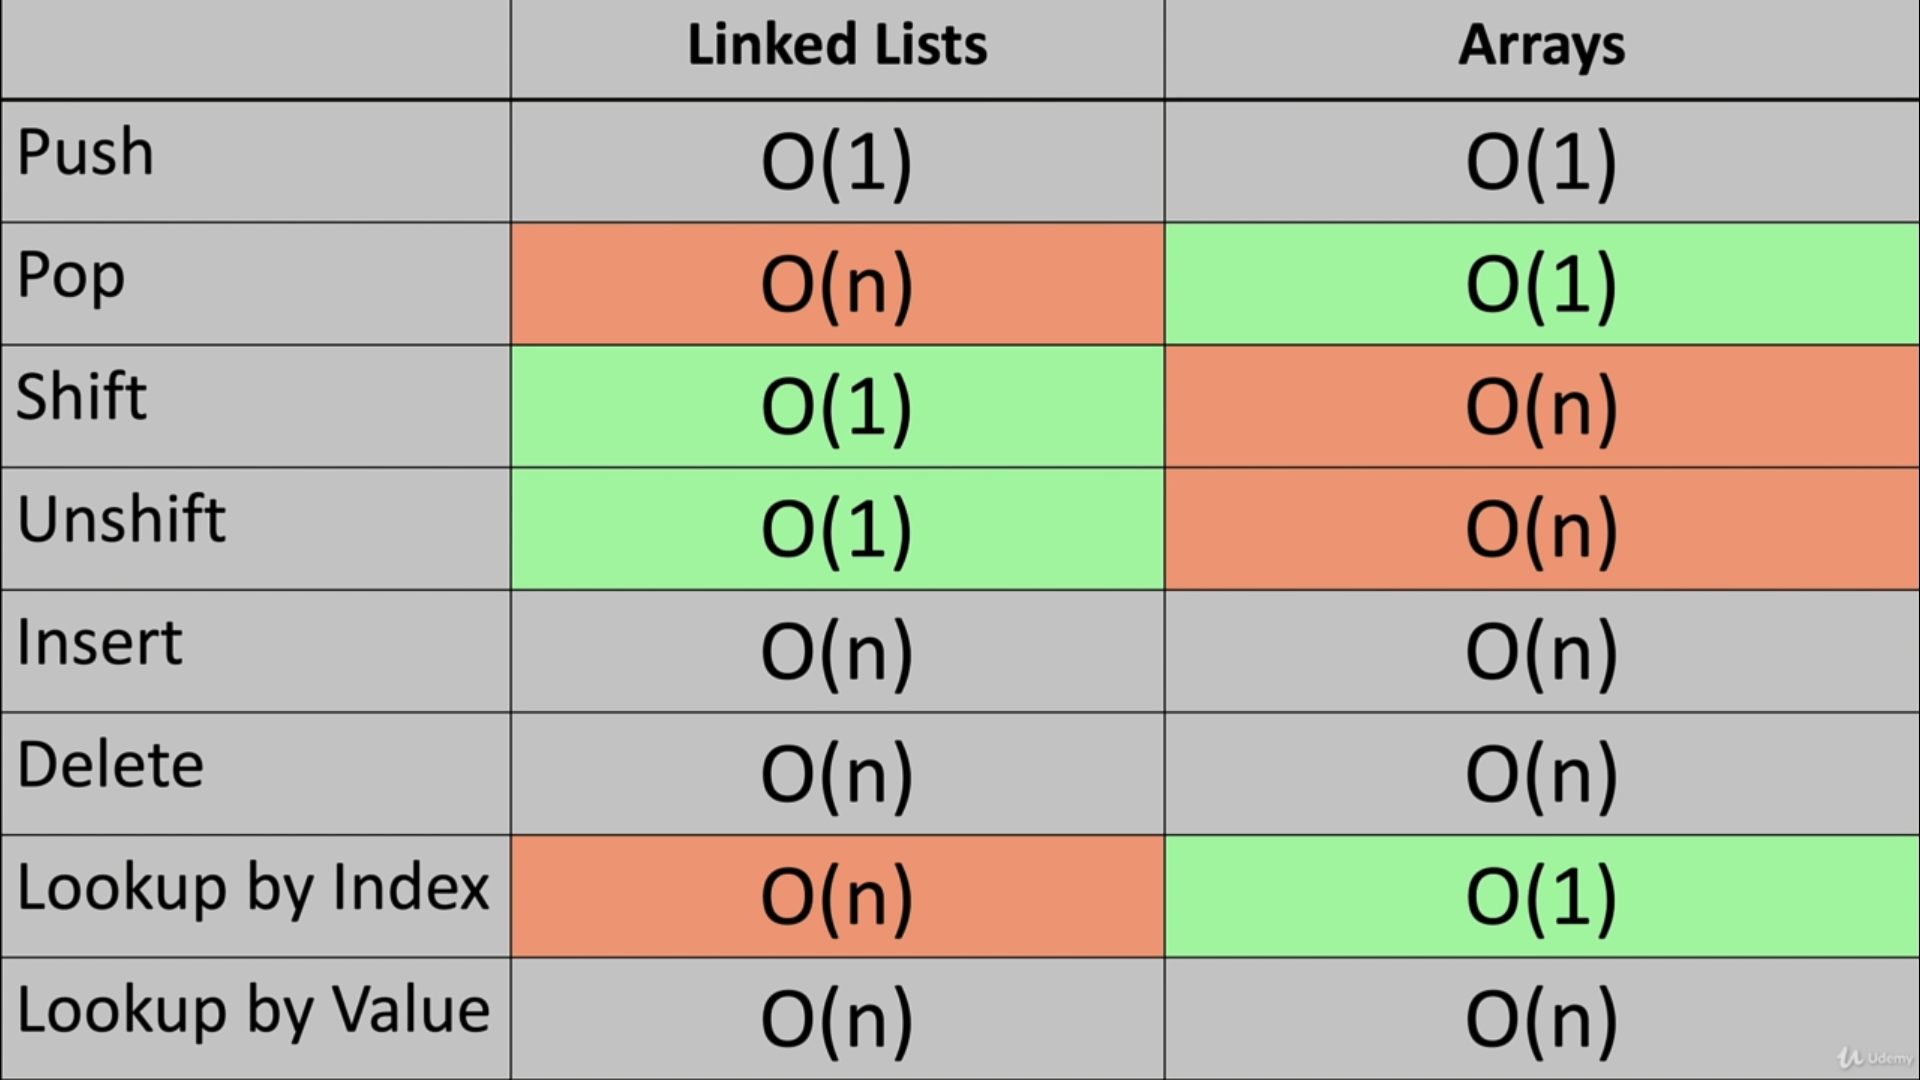 Linked Lists Arrays
Push O(1) O(1)
Pop O(n) O(1)
Shift O(1) O(n)
Unshift O(1) O(n)
Insert O(n) O(n)
Delete O(n) O(n)
Lookup by Index O(n) O(1)
Lookup by Value O(n) O(n)
Udemy